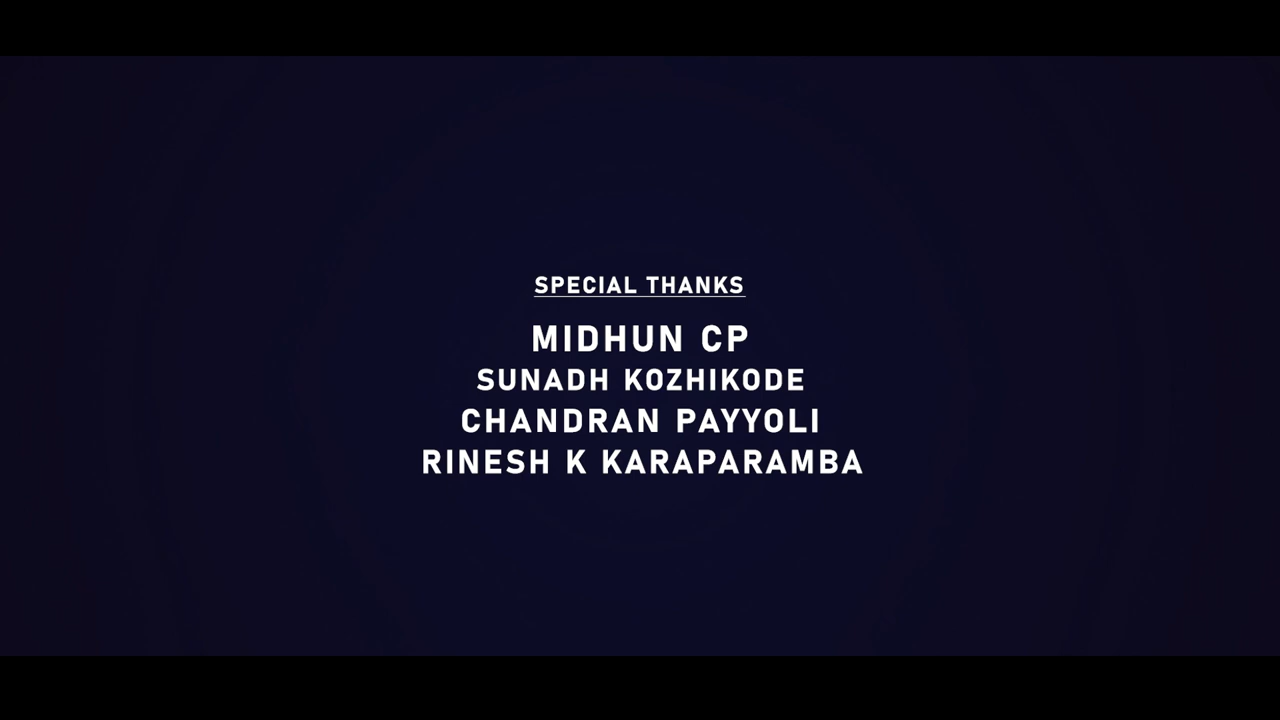 SPECIAL THANKS
MIDHUN CP
SUNADH KOZHIKODE
CHANDRAN PAYYOLI
RINESH K KARAPARAMBA